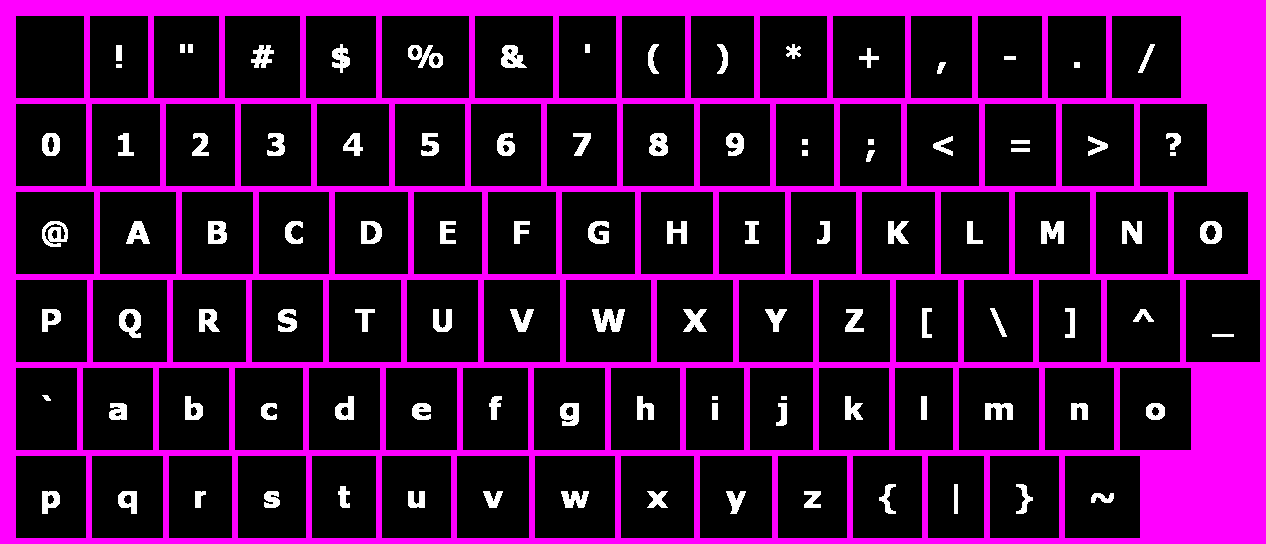 ! " # $ % & ' ( ) * + , - . /
0 1 2 3 4 5 6 7 8 9 : ; < = > ?
@ A B C D E F G H I J K L M N O
P Q R S T U V W X Y Z [ \ ] ^ _
` a b c d e f g h i j k l m n o
p q r s t u v w x y z { | } ~